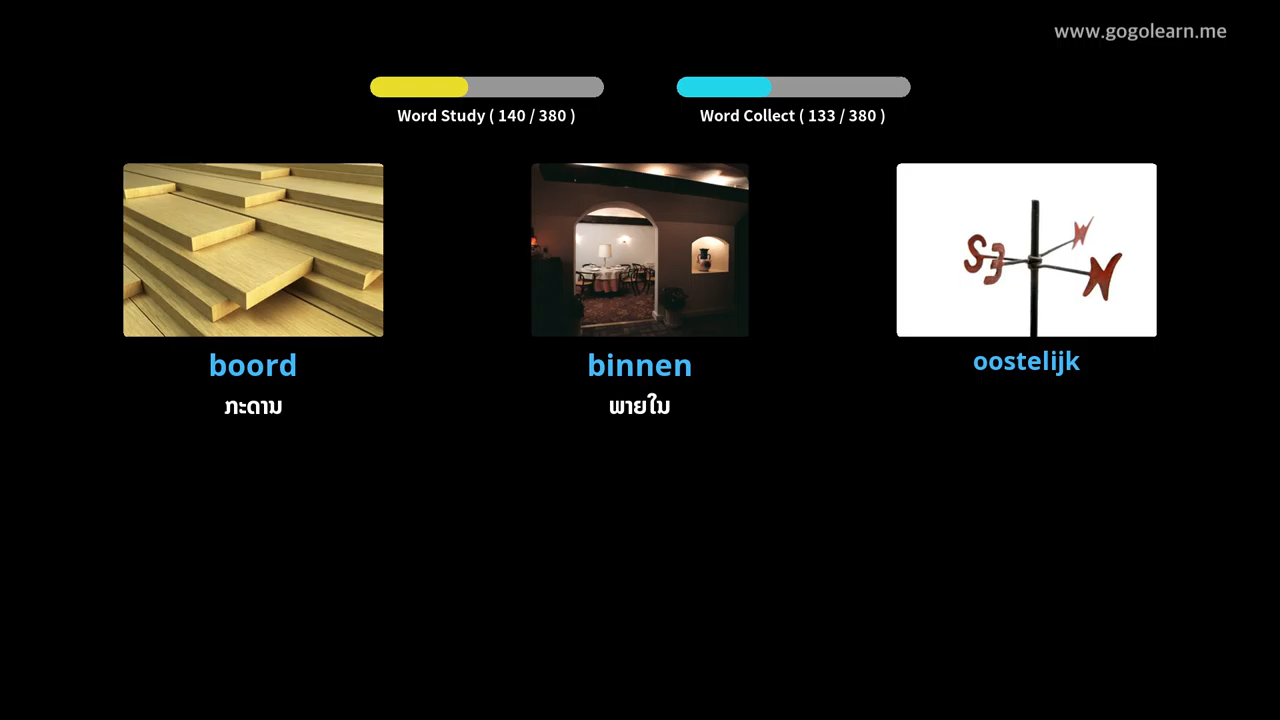 www.gogolearn.me
Word Study ( 140 / 380 )
Word Collect ( 133 / 380 )
S E N W
boord
binnen
oostelijk
ກະດານ
ພາຍໃນ